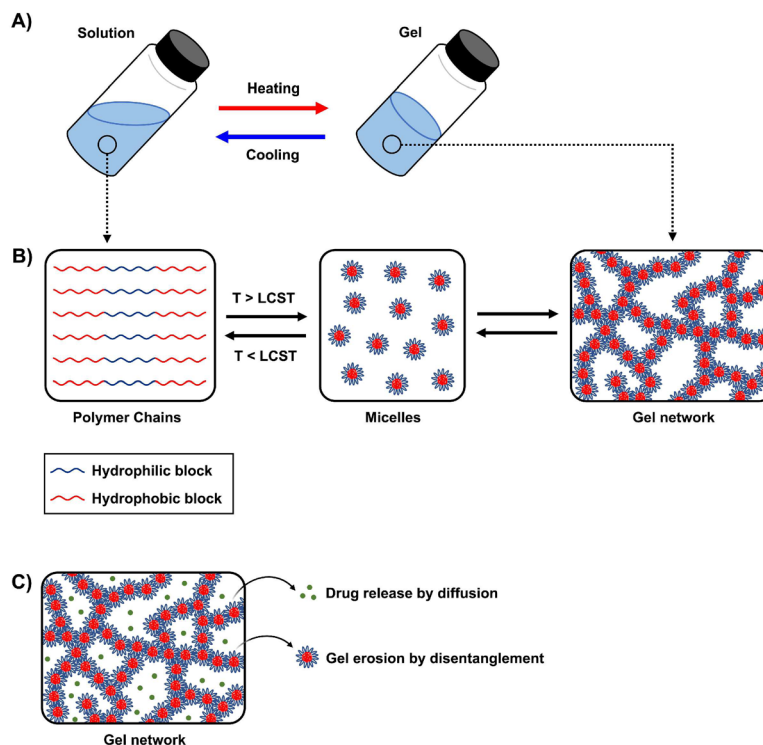 A)
Solution
Gel
Heating
Cooling
B)
T > LCST
T < LCST
Polymer Chains
Micelles
Gel network
Hydrophilic block
Hydrophobic block
C)
Drug release by diffusion
Gel erosion by disentanglement
Gel network